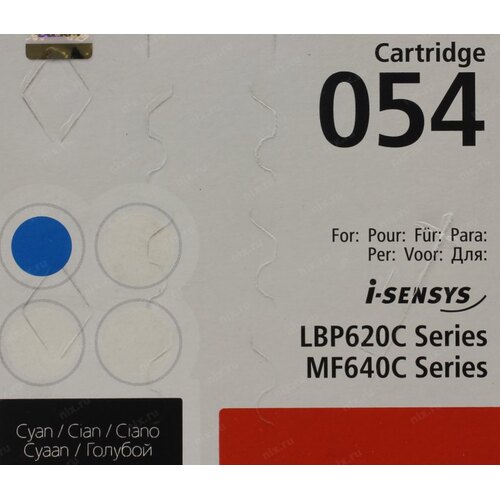 Cartridge
054
For: Pour: Für: Para:
Per: Voor: Для:
i-SENSYS
LBP620C Series
MF640C Series
Cyan / Cian / Ciano
Cyaan / Голубой